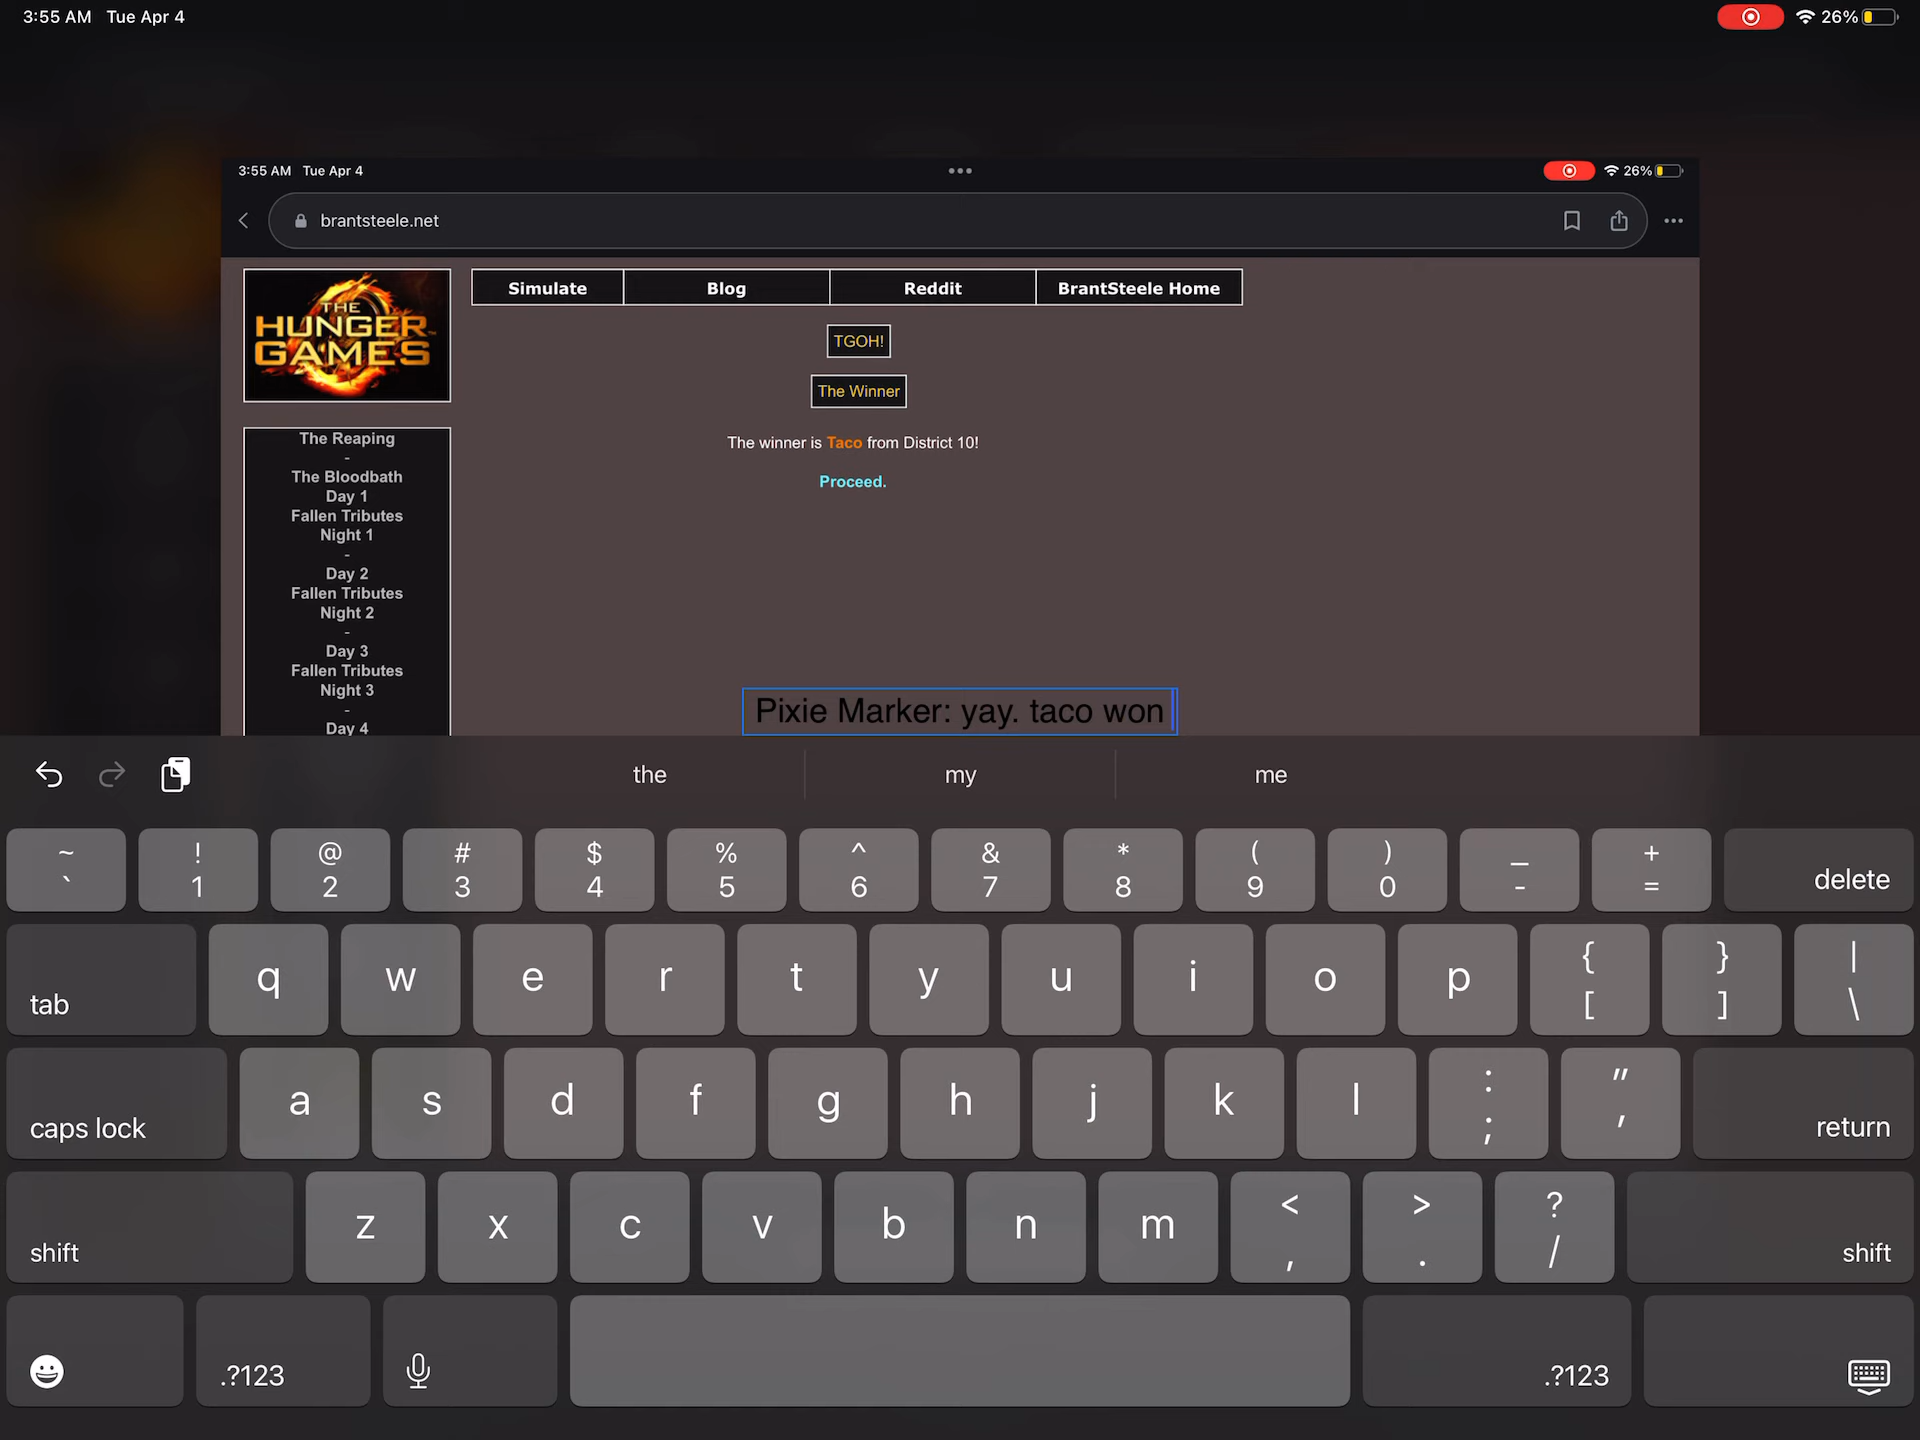 3:55 AM Tue Apr 4
26%
3:55 AM Tue Apr 4
26%
brantsteele.net
THE
HUNGER
GAMES
Simulate Blog Reddit BrantSteele Home
TGOH!
The Winner
The winner is Taco from District 10!
Proceed.
The Reaping
-
The Bloodbath
Day 1
Fallen Tributes
Night 1
-
Day 2
Fallen Tributes
Night 2
-
Day 3
Fallen Tributes
Night 3
-
Day 4
Pixie Marker: yay. taco won
the my me
~ ! @ # $ % ^ & * ( ) _ +
` 1 2 3 4 5 6 7 8 9 0 - = delete
tab q w e r t y u i o p { } |
[ ] \
caps lock a s d f g h j k l : "
; ' return
shift z x c v b n m < > ?
, . / shift
.?123 .?123